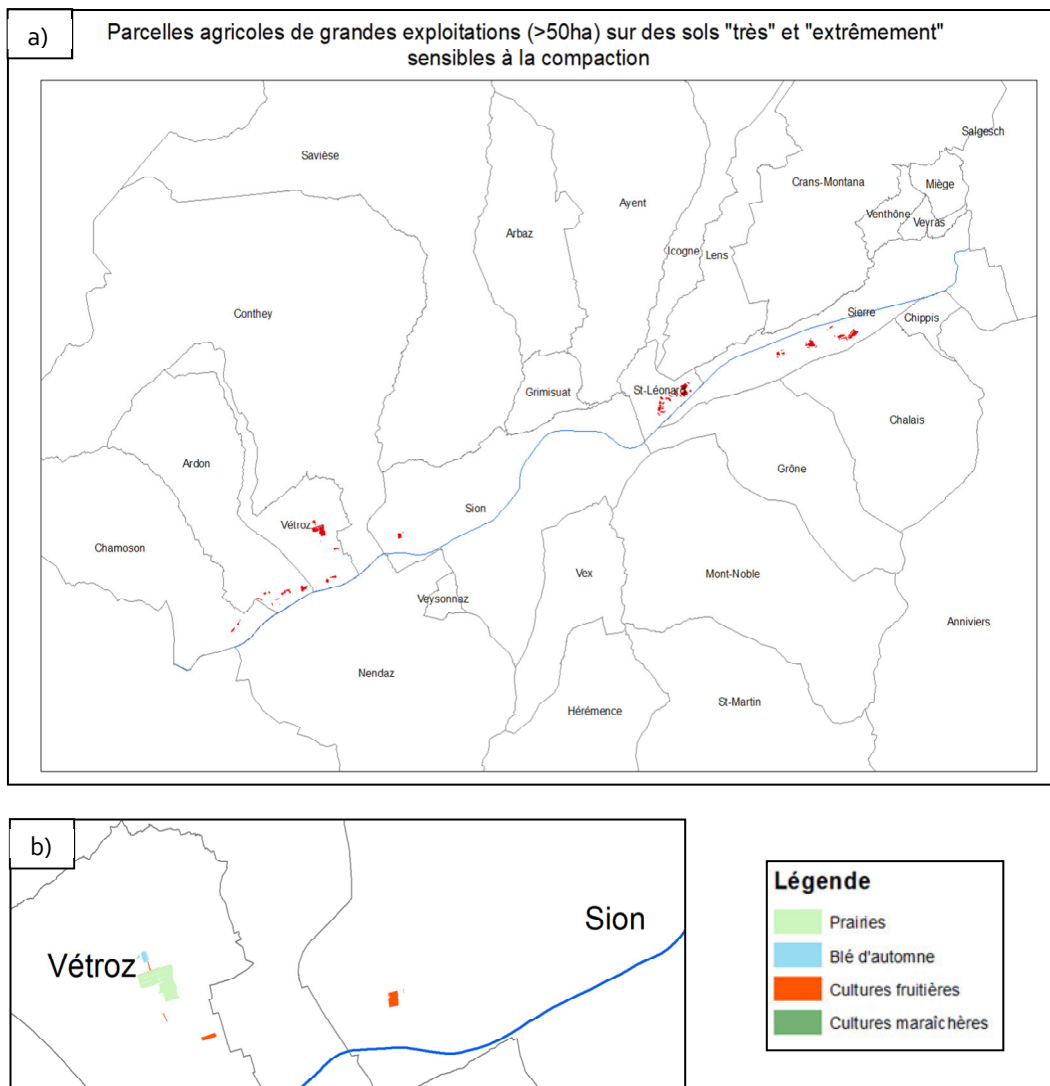 a)
Parcelles agricoles de grandes exploitations (>50ha) sur des sols "très" et "extrêmement"
sensibles à la compaction
Salgesch
Savièse
Crans-Montana
Miège
Ayent
Venthône
Veyras
Arbaz
Icogne
Lens
Conthey
Sierre
Chippis
Grimisuat
St-Léonard
Chalais
Ardon
Grône
Sion
Vétroz
Chamoson
Vex
Mont-Noble
Veysonnaz
Anniviers
Nendaz
St-Martin
Hérémence
b)
Sion
Vétroz
Légende
Prairies
Blé d'automne
Cultures fruitières
Cultures maraîchères